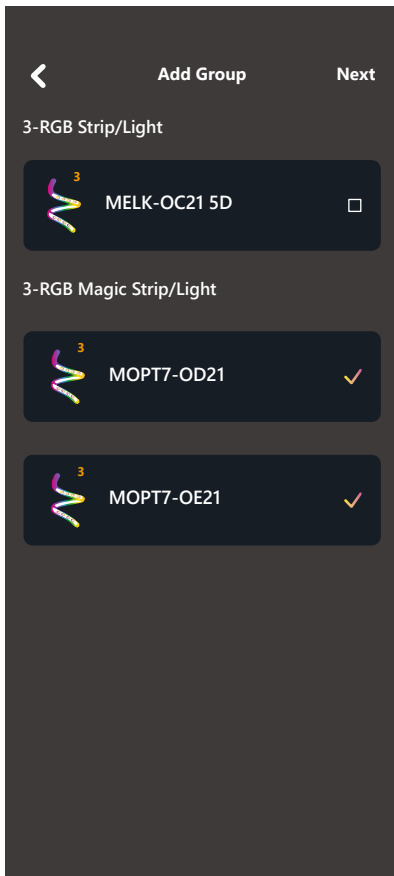 Add Group
Next
3-RGB Strip/Light
3
MELK-OC21 5D
3-RGB Magic Strip/Light
3
MOPT7-OD21
3
MOPT7-OE21